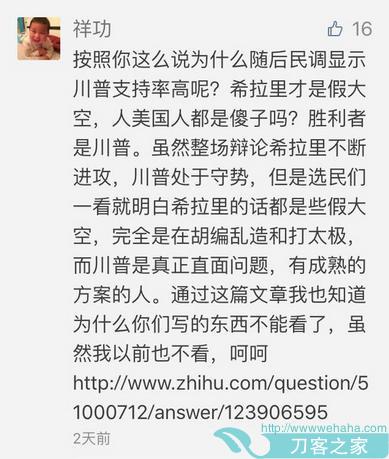 祥功
16
按照你这么说为什么随后民调显示
川普支持率高呢？希拉里才是假大
空，人美国人都是傻子吗？胜利者
是川普。虽然整场辩论希拉里不断
进攻，川普处于守势，但是选民们
一看就明白希拉里的话都是些假大
空，完全是在胡编乱造和打太极，
而川普是真正直面问题，有成熟的
方案的人。通过这篇文章我也知道
为什么你们写的东西不能看了，虽
然我以前也不看，呵呵
http://www.zhihu.com/question/5
1000712/answer/123906595
2天前
http://wwwwehaha.com
刀客之家